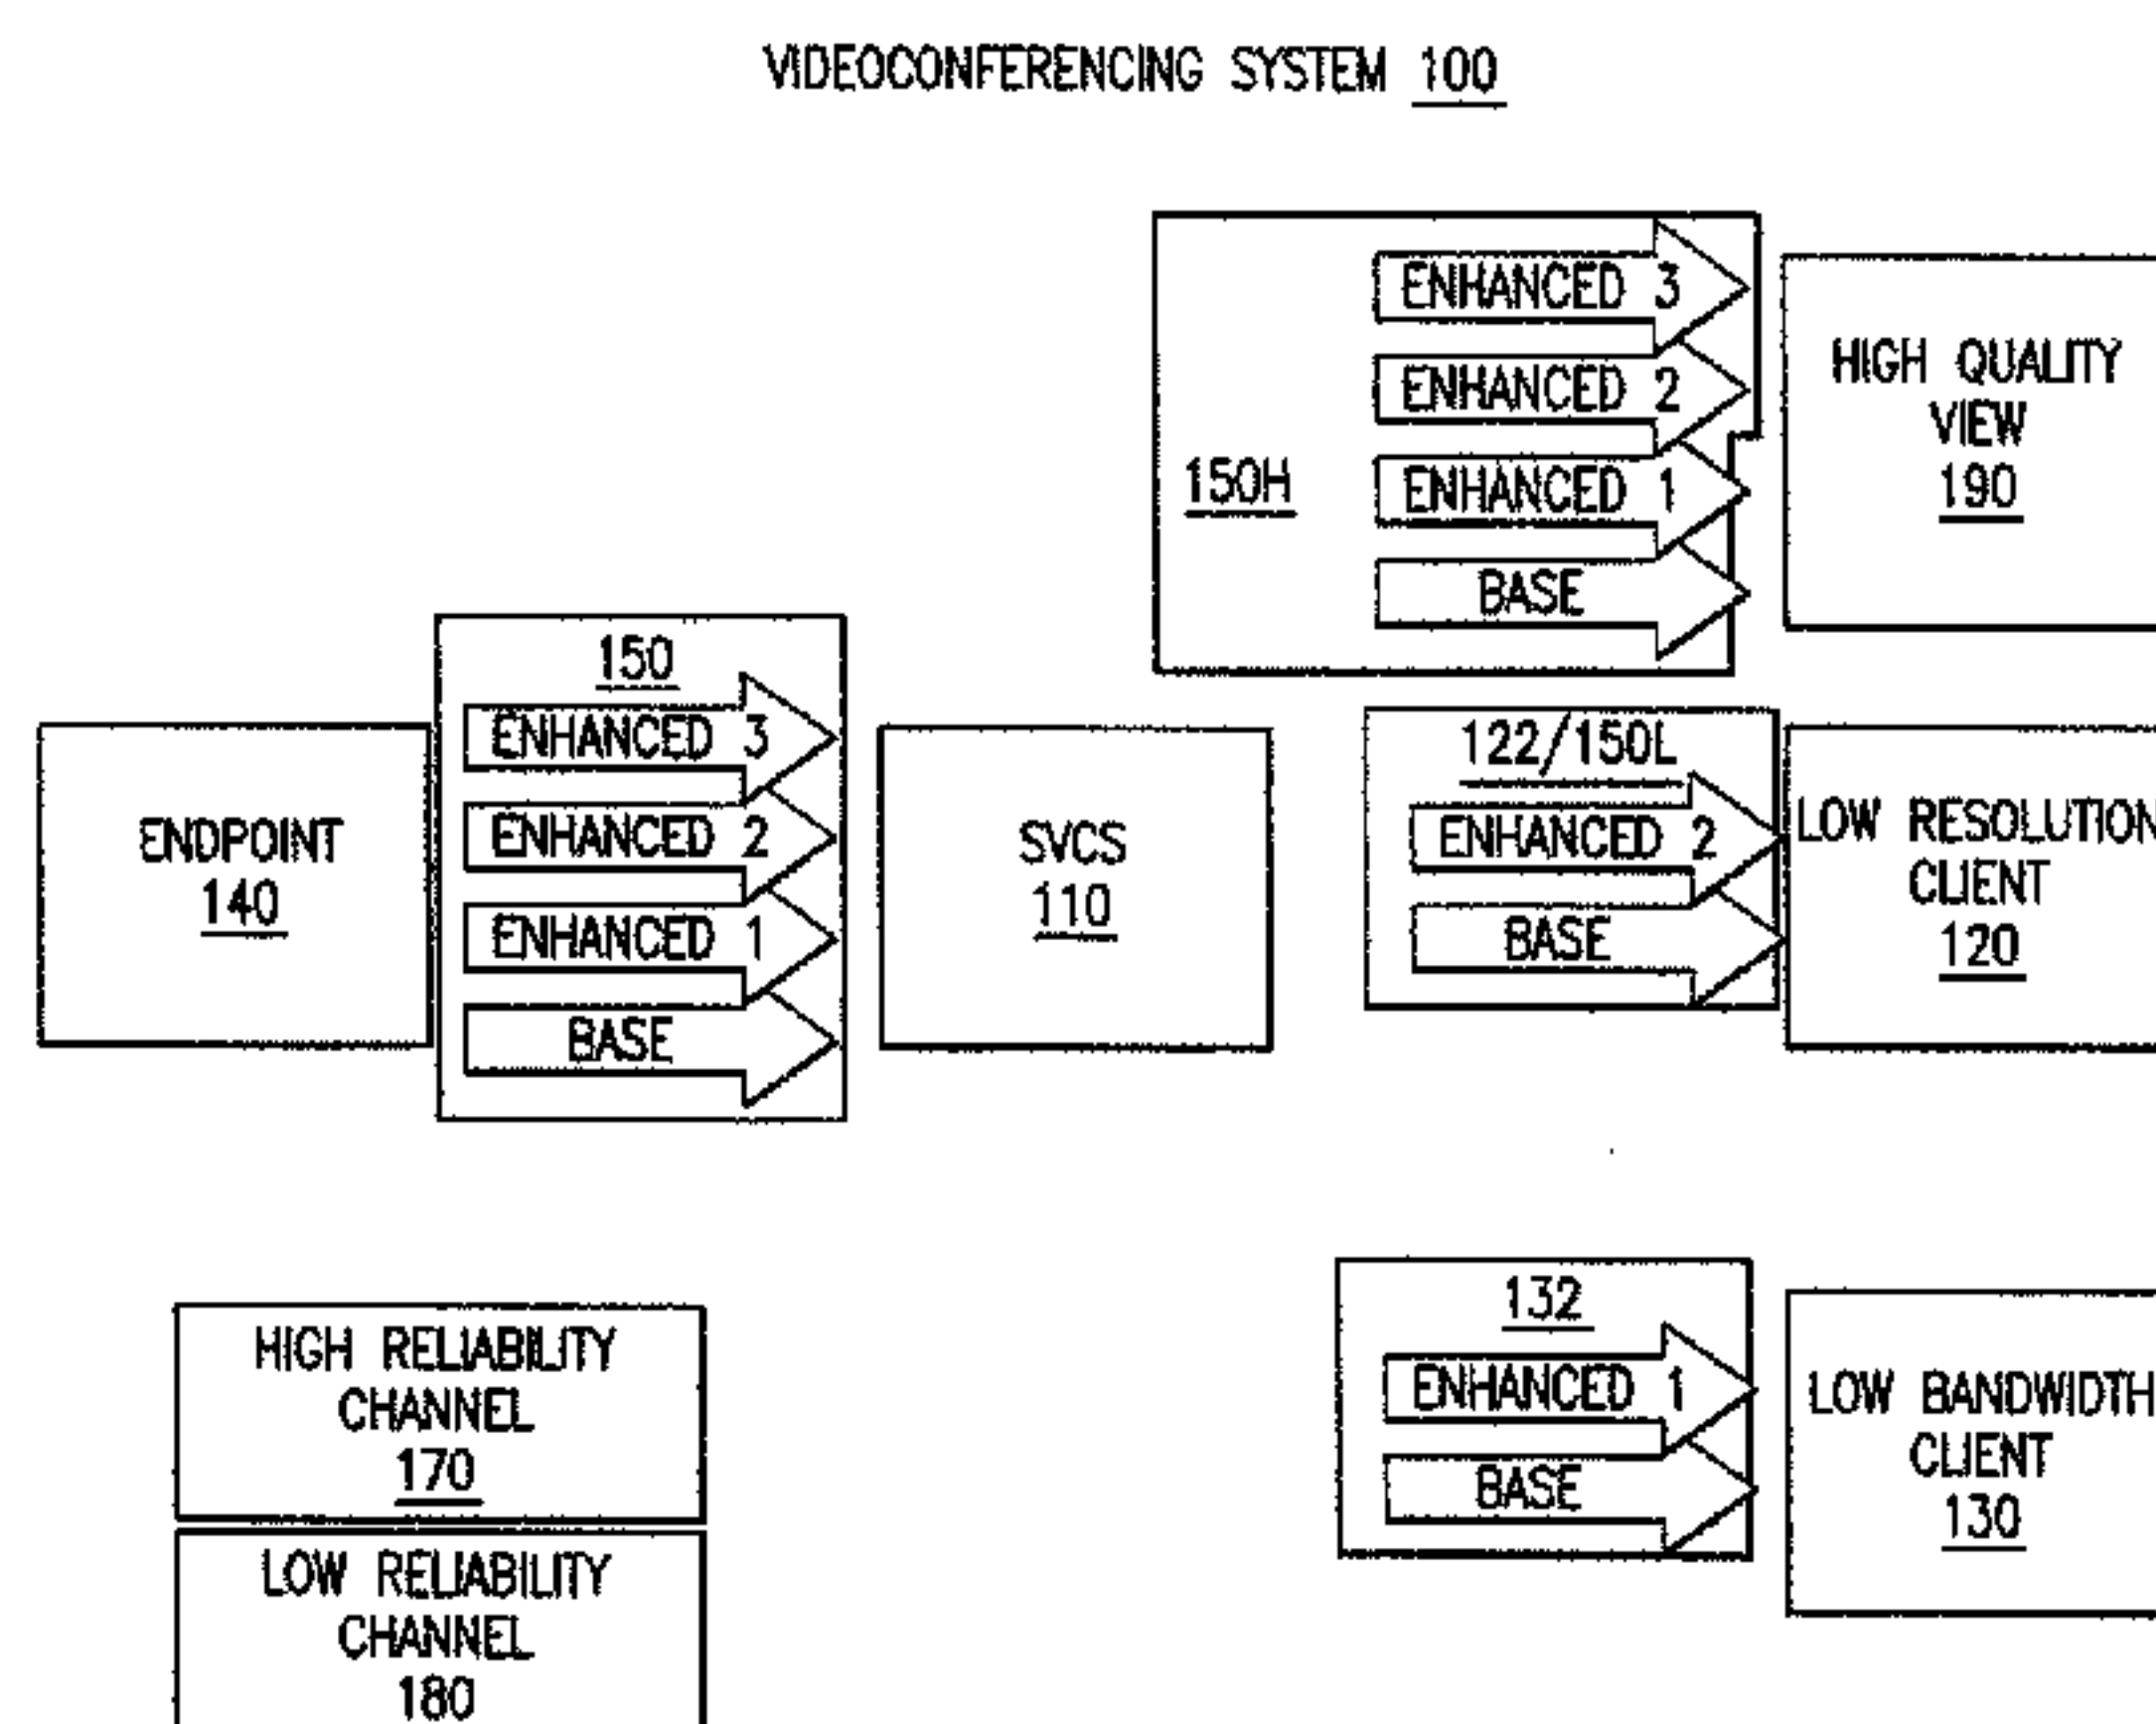 VIDEOCONFERENCING SYSTEM 100
ENHANCED 3
ENHANCED 2
150H
ENHANCED 1
BASE
HIGH QUALITY
VIEW
190
150
ENHANCED 3
ENHANCED 2
ENHANCED 1
BASE
ENDPOINT
140
SVCS
110
122/150L
ENHANCED 2
BASE
LOW RESOLUTION
CLIENT
120
HIGH RELIABILITY
CHANNEL
170
LOW RELIABILITY
CHANNEL
180
132
ENHANCED 1
BASE
LOW BANDWIDTH
CLIENT
130